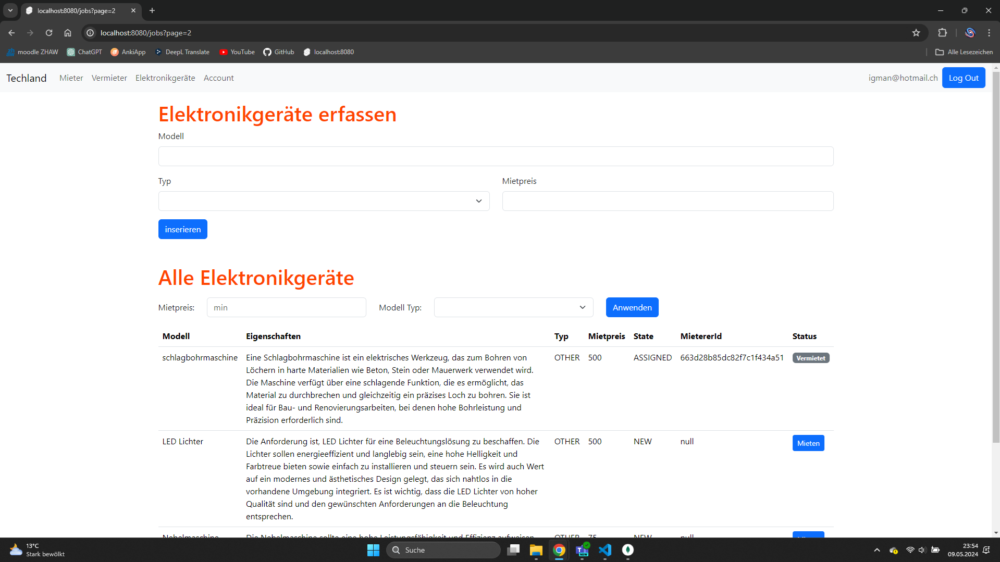 localhost:8080/jobs?page=2
localhost:8080/jobs?page=2
moodle ZHAW ChatGPT AnkiApp DeepL Translate YouTube GitHub localhost:8080 Alle Lesezeichen
Techland Mieter Vermieter Elektronikgeräte Account igman@hotmail.ch Log Out
Elektronikgeräte erfassen
Modell
Typ Mietpreis
inserieren
Alle Elektronikgeräte
Mietpreis: min Modell Typ: Anwenden
Modell Eigenschaften Typ Mietpreis State MietererId Status
schlagbohrmaschine Eine Schlagbohrmaschine ist ein elektrisches Werkzeug, das zum Bohren von OTHER 500 ASSIGNED 663d28b85dc82f7c1f434a51 Vermietet
Löchern in harte Materialien wie Beton, Stein oder Mauerwerk verwendet wird.
Die Maschine verfügt über eine schlagende Funktion, die es ermöglicht, das
Material zu durchbrechen und gleichzeitig ein präzises Loch zu bohren. Sie ist
ideal für Bau- und Renovierungsarbeiten, bei denen hohe Bohrleistung und
Präzision erforderlich sind.
LED Lichter Die Anforderung ist, LED Lichter für eine Beleuchtungslösung zu beschaffen. Die OTHER 500 NEW null Mieten
Lichter sollen energieeffizient und langlebig sein, eine hohe Helligkeit und
Farbtreue bieten sowie einfach zu installieren und steuern sein. Es wird auch Wert
auf ein modernes und ästhetisches Design gelegt, das sich nahtlos in die
vorhandene Umgebung integriert. Es ist wichtig, dass die LED Lichter von hoher
Qualität sind und den gewünschten Anforderungen an die Beleuchtung
entsprechen.
Nebelmaschine Die Nebelmaschine sollte eine hohe Leistungsfähigkeit und Effizienz aufweisen OTHER 75 NEW null
13°C
Stark bewölkt
Suche
NEW
23:54
09.05.2024